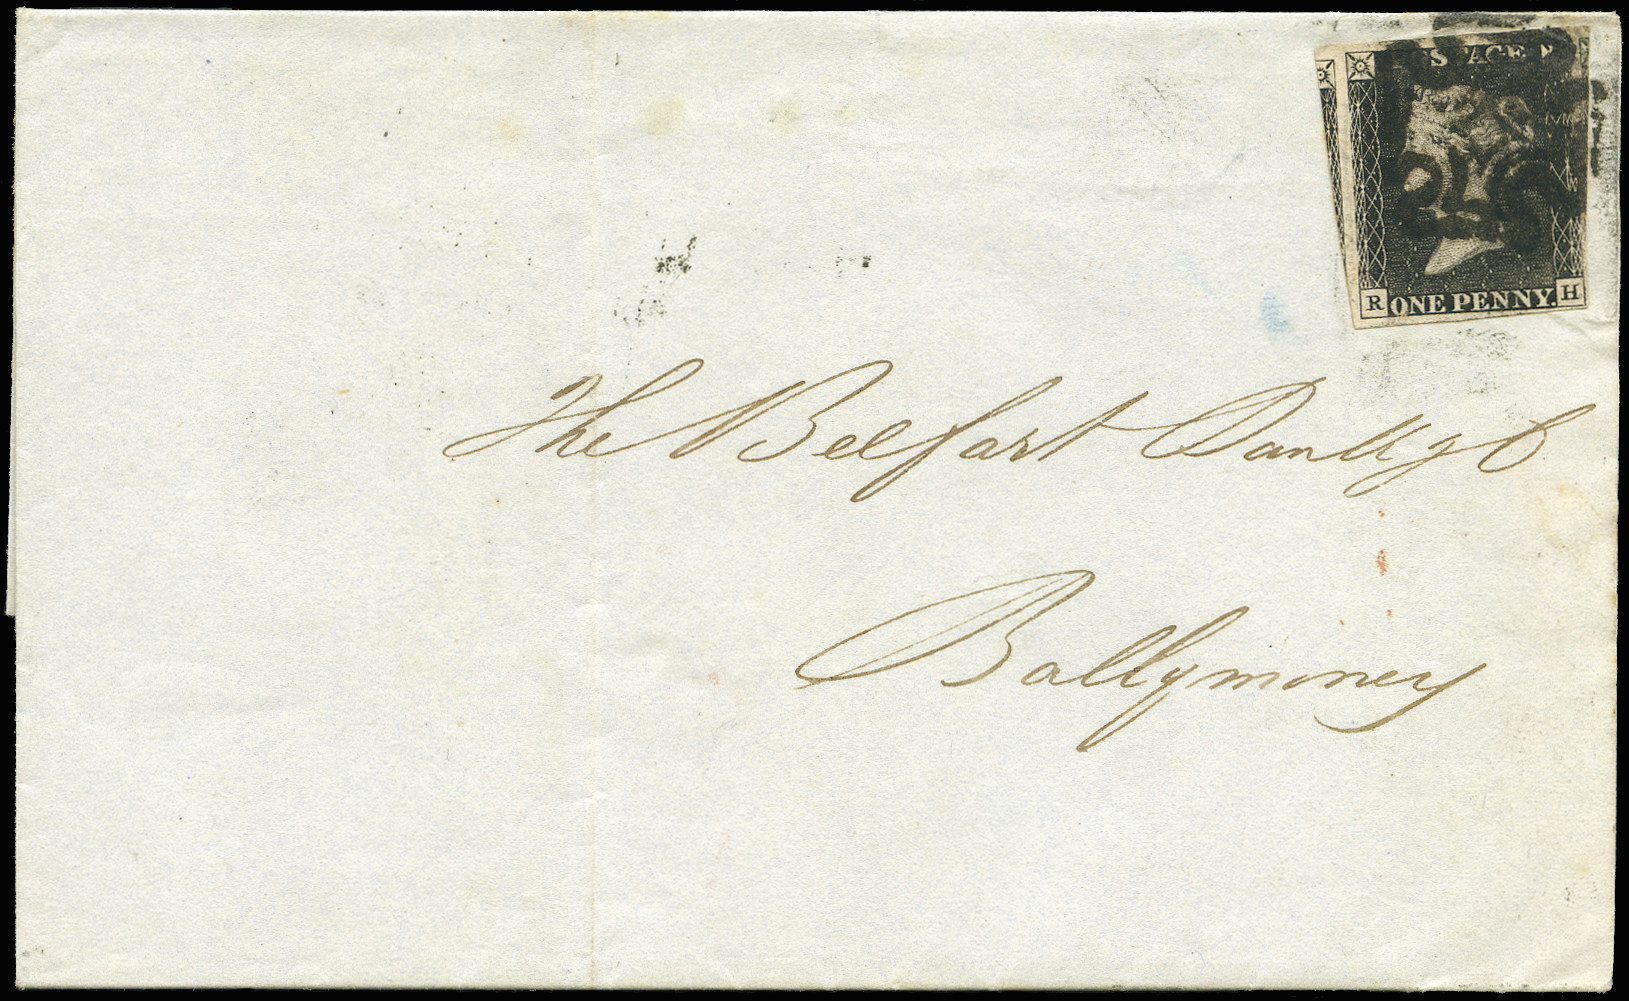 POSTAGE
R ONE PENNY. H
The Belfast Bank g Co
Ballymoney